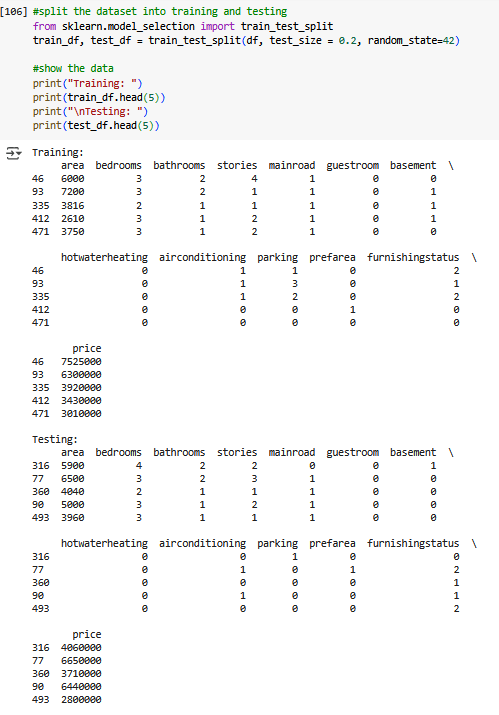 [106] #split the dataset into training and testing
from sklearn.model_selection import train_test_split
train_df, test_df = train_test_split(df, test_size = 0.2, random_state=42)
#show the data
print("Training: ")
print(train_df.head(5))
print("\nTesting: ")
print(test_df.head(5))
Training:
area bedrooms bathrooms stories mainroad guestroom basement \
46 6000 3 2 4 1 0 0
93 7200 3 2 1 1 0 1
335 3816 2 1 1 1 0 1
412 2610 3 1 2 1 0 1
471 3750 3 1 2 1 0 0
hotwaterheating airconditioning parking prefarea furnishingstatus \
46 0 1 1 0 2
93 0 1 3 0 1
335 0 1 2 0 2
412 0 0 0 1 0
471 0 0 0 0 0
price
46 7525000
93 6300000
335 3920000
412 3430000
471 3010000
Testing:
area bedrooms bathrooms stories mainroad guestroom basement \
316 5900 4 2 2 0 0 1
77 6500 3 2 3 1 0 0
360 4040 2 1 1 1 0 0
90 5000 3 1 2 1 0 0
493 3960 3 1 1 1 0 0
hotwaterheating airconditioning parking prefarea furnishingstatus \
316 0 0 1 0 0
77 0 1 0 1 2
360 0 0 0 0 1
90 0 1 0 0 1
493 0 0 0 0 2
price
316 4060000
77 6650000
360 3710000
90 6440000
493 2800000